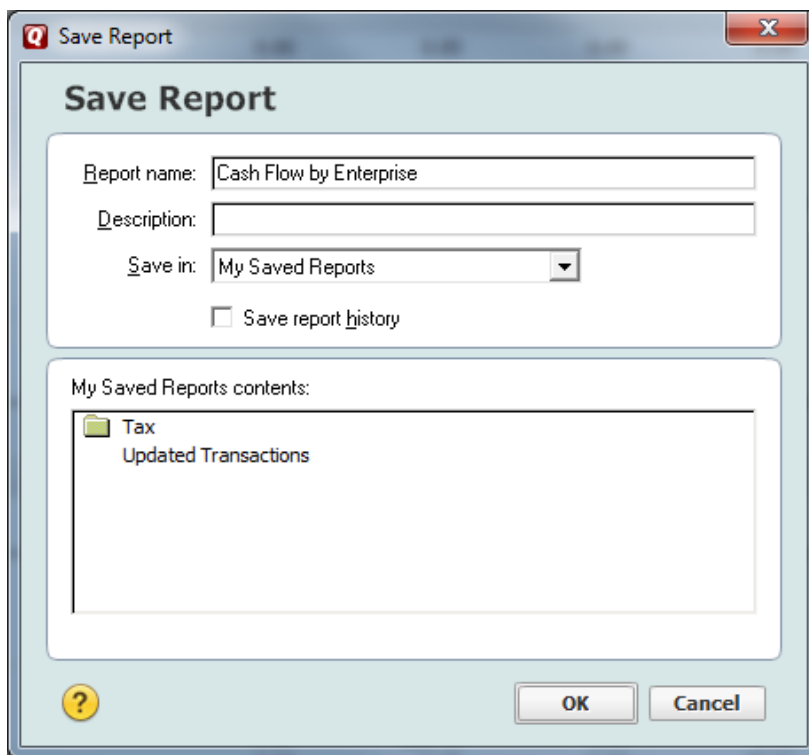 Save Report
X
Save Report
Report name: Cash Flow by Enterprise
Description:
Save in: My Saved Reports
Save report history
My Saved Reports contents:
Tax
Updated Transactions
?
OK Cancel